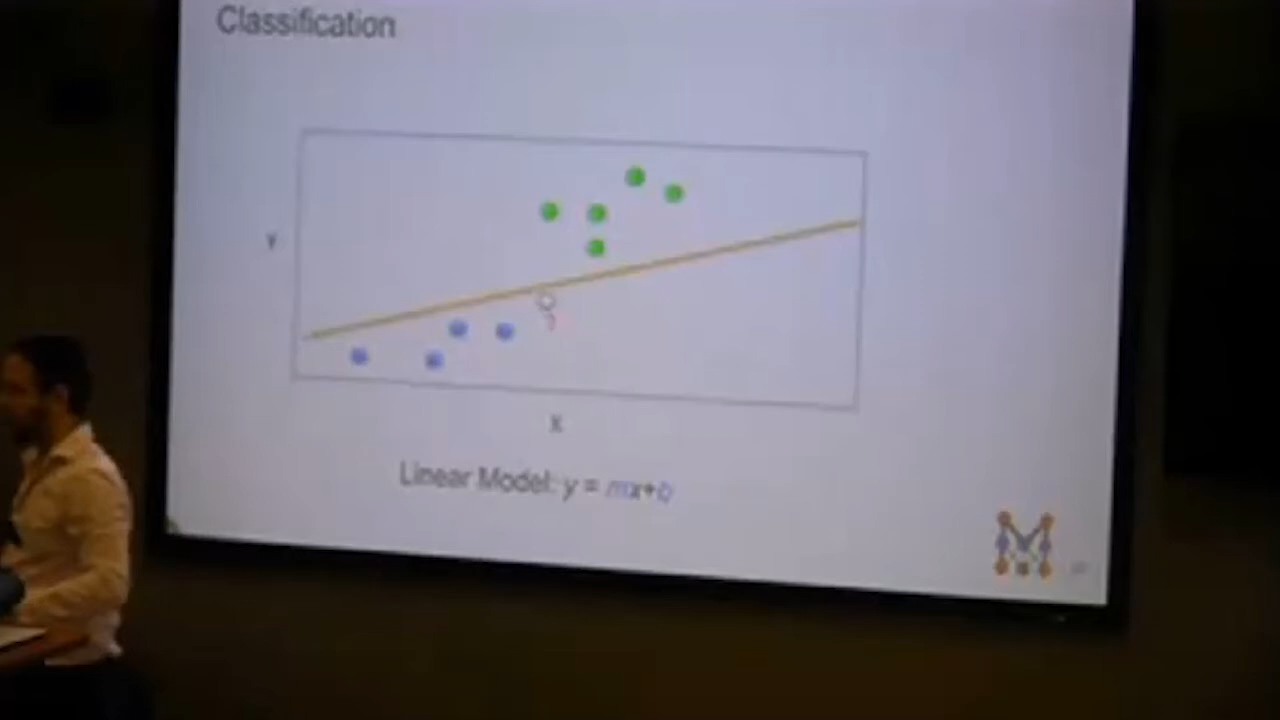 Classification
Y
?
X
Linear Model: y = mx+b